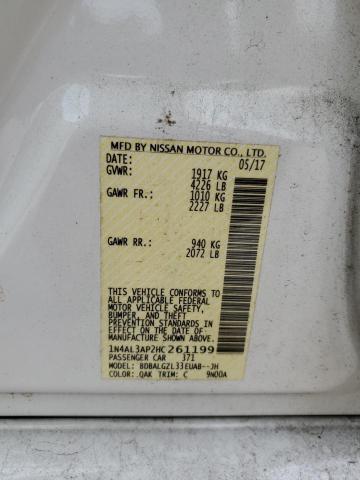 MFD BY NISSAN MOTOR CO., LTD.
DATE: 05/17
GVWR: 1917 KG
4226 LB
GAWR FR.: 1010 KG
2227 LB
GAWR RR.: 940 KG
2072 LB
THIS VEHICLE CONFORMS TO
ALL APPLICABLE FEDERAL
MOTOR VEHICLE SAFETY,
BUMPER, AND THEFT
PREVENTION STANDARDS IN
EFFECT ON THE DATE OF
MANUFACTURE SHOWN ABOVE.
1N4AL3AP2HC261199
PASSENGER CAR 371
MODEL: BDBALGZL33EUAB--JH
COLOR: QAK TRIM: C 9N00A